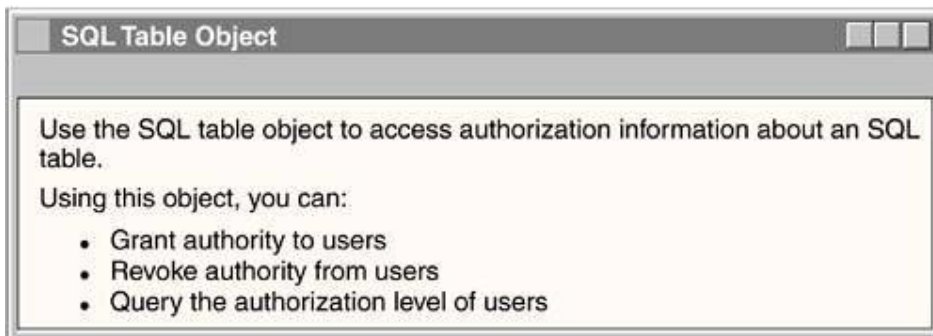 SQL Table Object
Use the SQL table object to access authorization information about an SQL
table.
Using this object, you can:
• Grant authority to users
• Revoke authority from users
• Query the authorization level of users